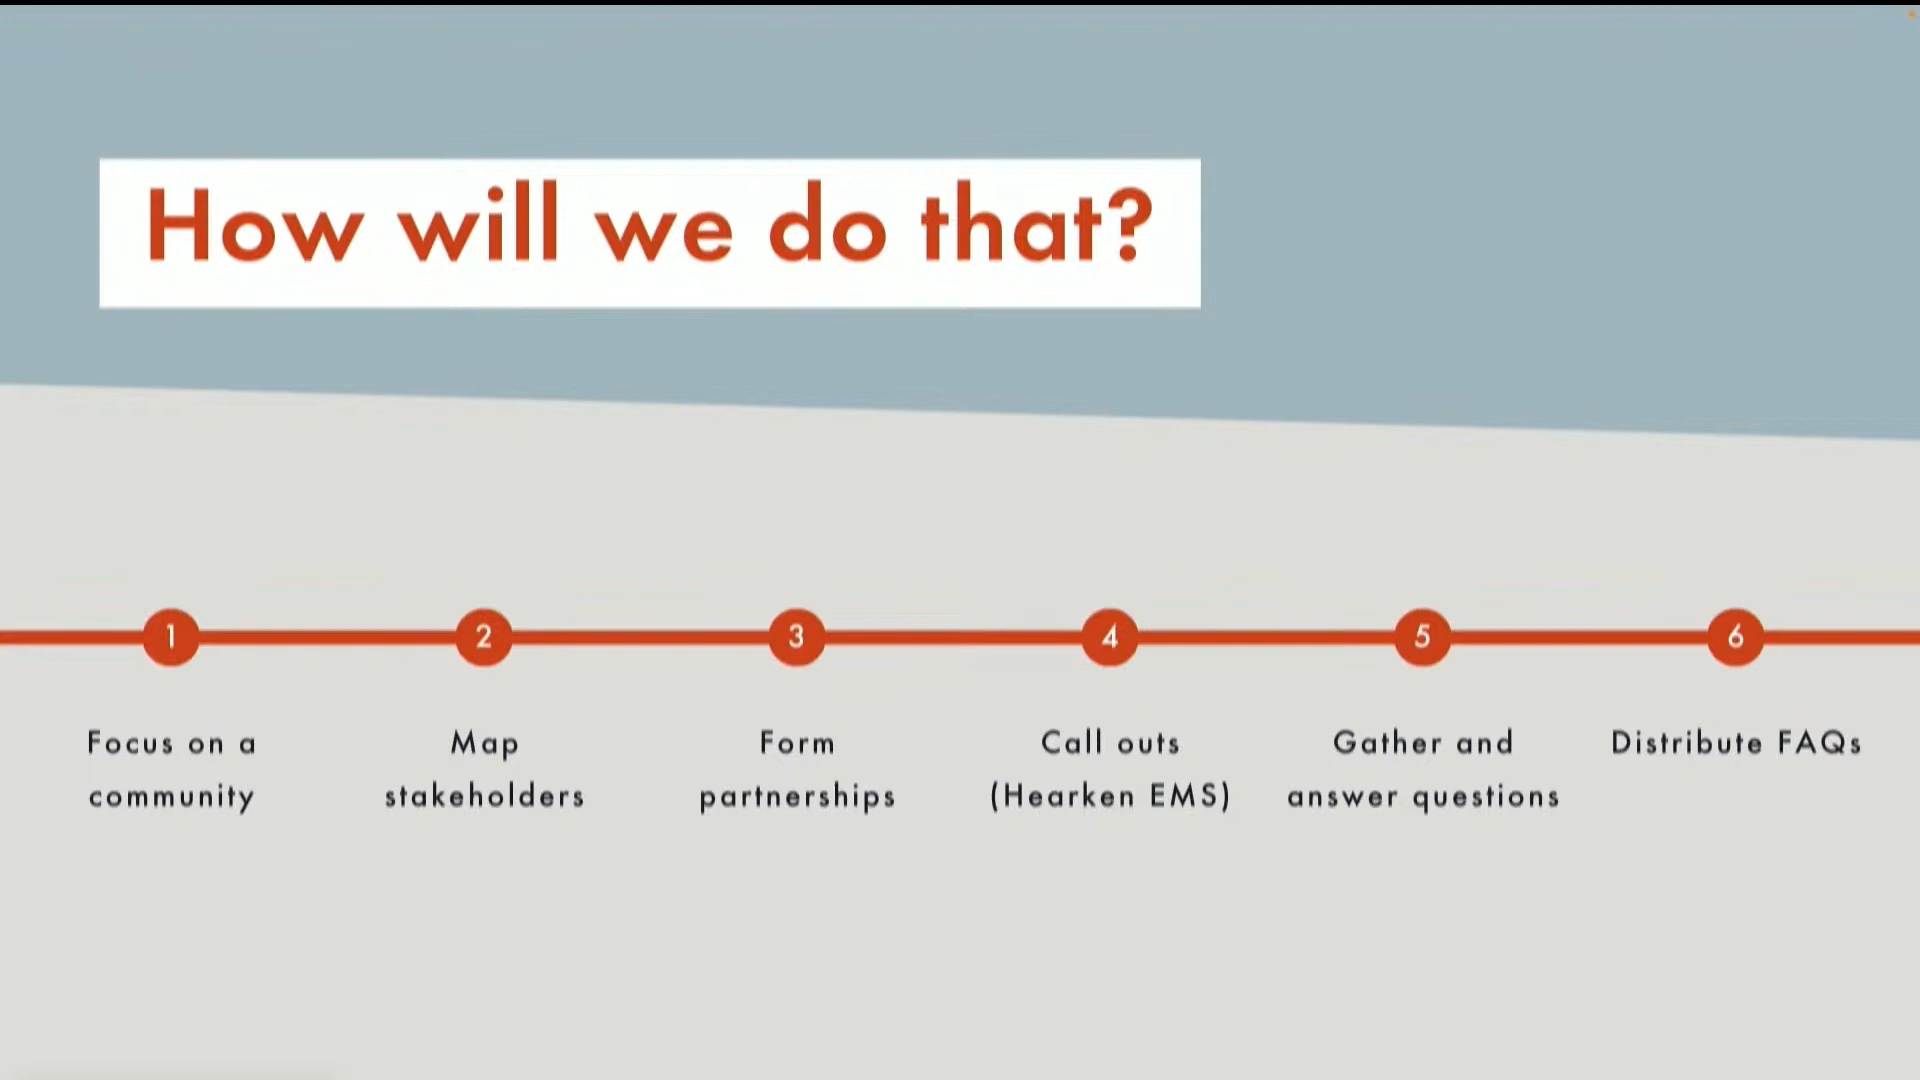 How will we do that?
1
Focus on a
community
2
Map
stakeholders
3
Form
partnerships
4
Call outs
(Hearken EMS)
5
Gather and
answer questions
6
Distribute FAQs